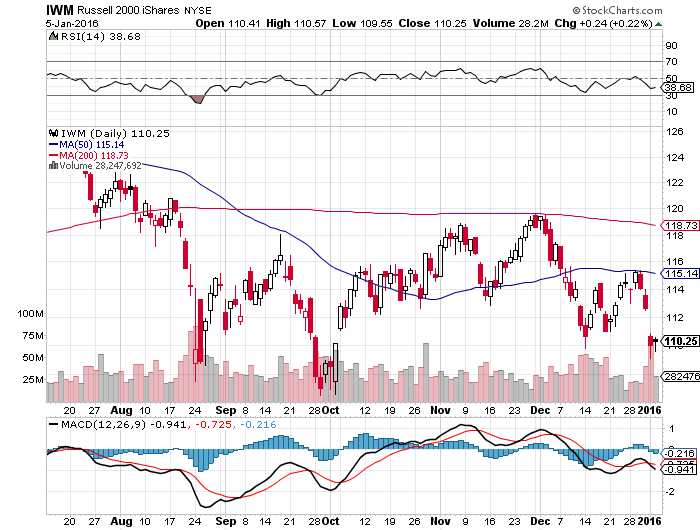 IWM Russell 2000 iShares NYSE © StockCharts.com
5-Jan-2016 Open 110.41 High 110.57 Low 109.55 Close 110.25 Volume 28.2M Chg +0.24 (+0.22%) ▲
RSI(14) 38.68
90
70
50
38.68
30
10
IWM (Daily) 110.25
MA(50) 115.14
MA(200) 118.73
Volume 28,247,692
126
124
122
120
118.73
118
116
115.14
114
112
110.25
110
100M
75M
50M
25M
282476
20 27 Aug 10 17 24 Sep 8 14 21 28 Oct 12 19 26 Nov 9 16 23 Dec 7 14 21 28 2016
MACD(12,26,9) -0.941, -0.725, -0.216
1
0
-0.216
-0.725
-0.941
-2
20 27 Aug 10 17 24 Sep 8 14 21 28 Oct 12 19 26 Nov 9 16 23 Dec 7 14 21 28 2016